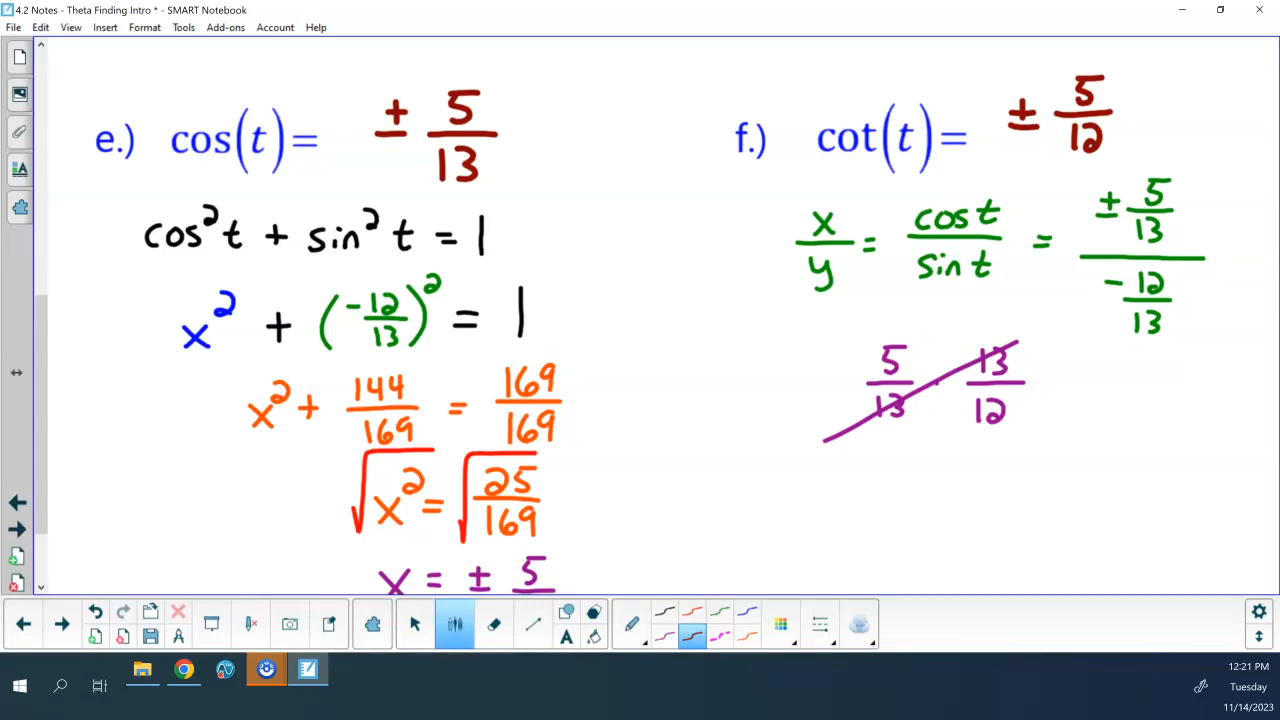 4.2 Notes - Theta Finding Intro * - SMART Notebook
File Edit View Insert Format Tools Add-ons Account Help
e.) cos(t)= ± 5/13
cos²t + sin²t = 1
x² + (-12/13)² = 1
x² + 144/169 = 169/169
√x² = √25/169
x = ± 5
f.) cot(t)= ± 5/12
x/y = cos t/sin t = ± 5/13 / - 12/13
5/13 · 13/12
12:21 PM
Tuesday
11/14/2023